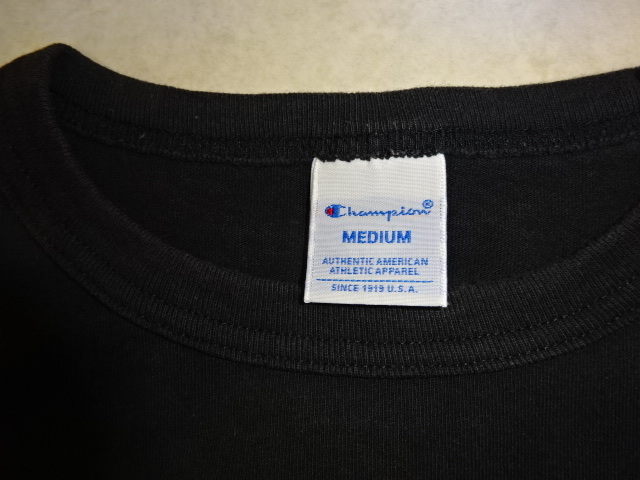 Champion®
MEDIUM
AUTHENTIC AMERICAN
ATHLETIC APPAREL
SINCE 1919 U.S.A.